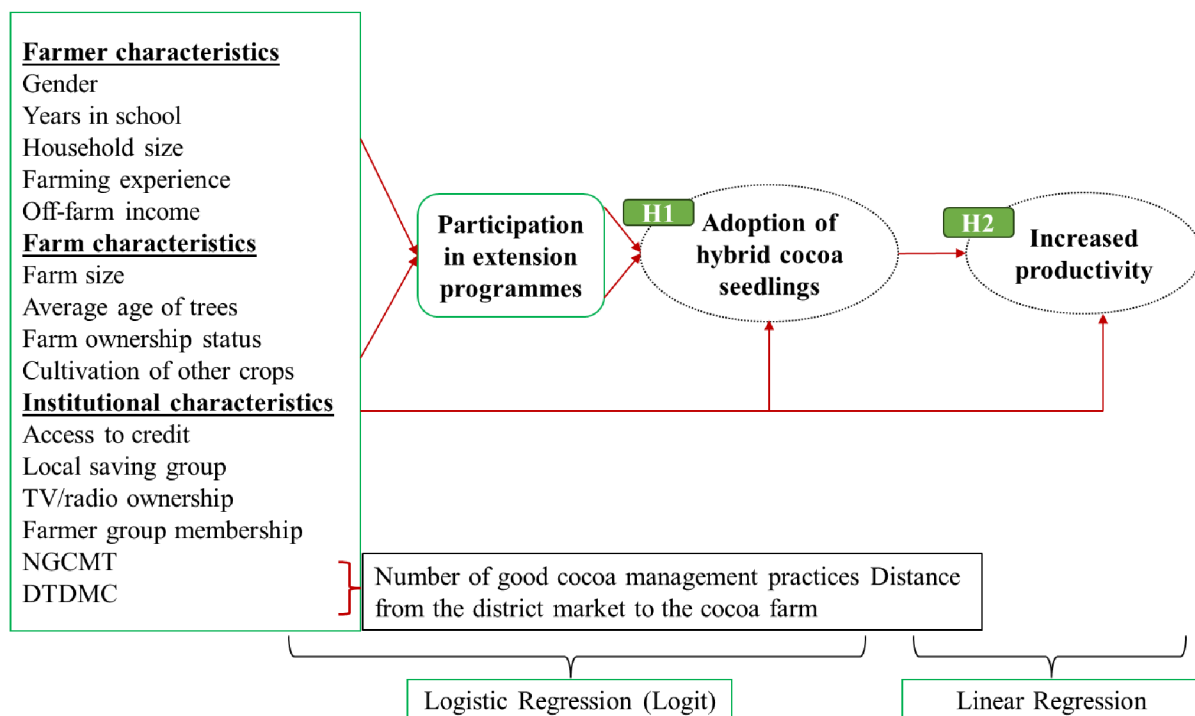 Farmer characteristics
Gender
Years in school
Household size
Farming experience
Off-farm income
Farm characteristics
Farm size
Average age of trees
Farm ownership status
Cultivation of other crops
Institutional characteristics
Access to credit
Local saving group
TV/radio ownership
Farmer group membership
NGCMT
DTDMC
Number of good cocoa management practices Distance
from the district market to the cocoa farm
Participation
in extension
programmes
H1
Adoption of
hybrid cocoa
seedlings
H2
Increased
productivity
Logistic Regression (Logit)
Linear Regression